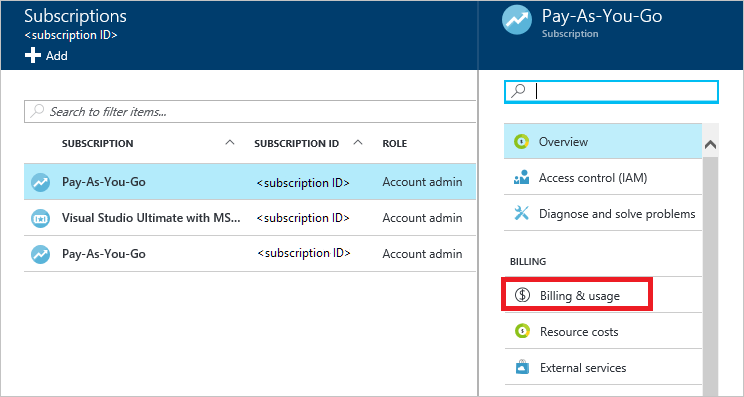 Subscriptions
<subscription ID>
Add
Search to filter items...
SUBSCRIPTION SUBSCRIPTION ID ROLE
Pay-As-You-Go <subscription ID> Account admin
Visual Studio Ultimate with MS... <subscription ID> Account admin
Pay-As-You-Go <subscription ID> Account admin
Pay-As-You-Go
Subscription
Overview
Access control (IAM)
Diagnose and solve problems
BILLING
Billing & usage
Resource costs
External services